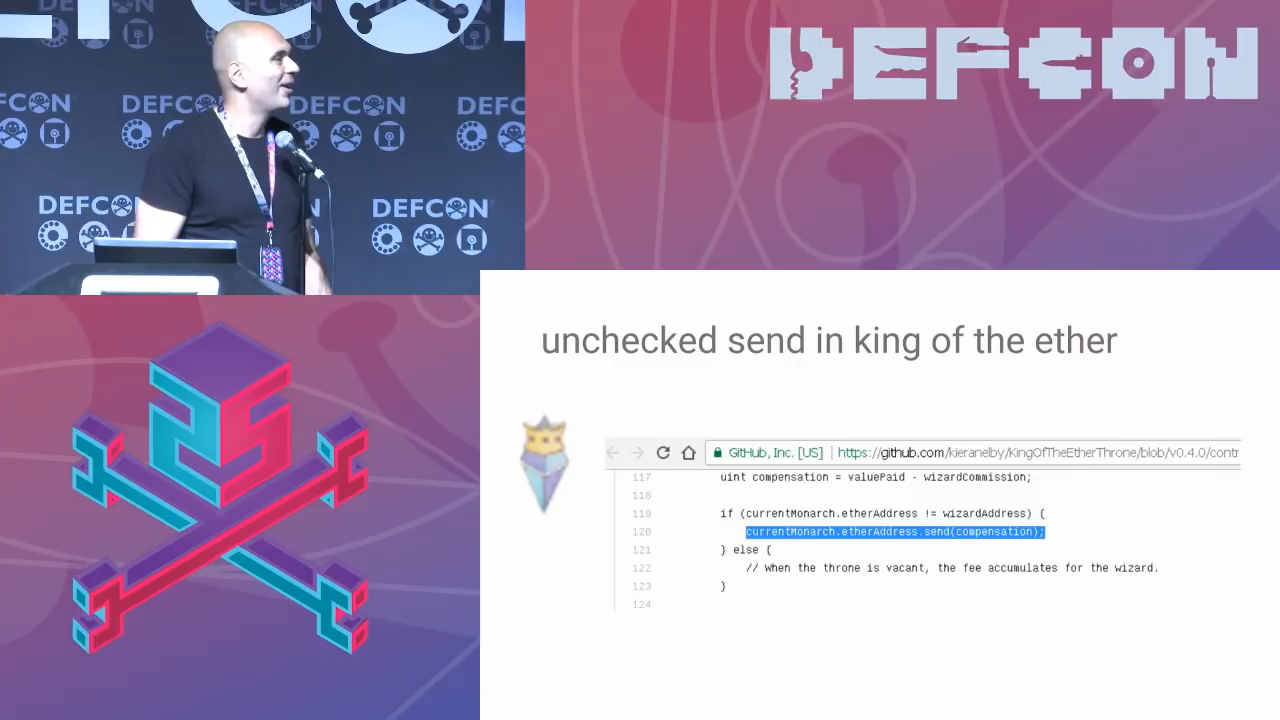 DEFCON
DEFCON
DEFCON
DEFCON
DEFCON
DEFCON
DEFCON
25
unchecked send in king of the ether
GitHub, Inc. [US] https://github.com/kieranelby/KingOfTheEtherThrone/blob/v0.4.0/contr
117 uint compensation = valuePaid - wizardCommission;
118
119 if (currentMonarch.etherAddress != wizardAddress) {
120 currentMonarch.etherAddress.send(compensation);
121 } else {
122 // When the throne is vacant, the fee accumulates for the wizard.
123 }
124